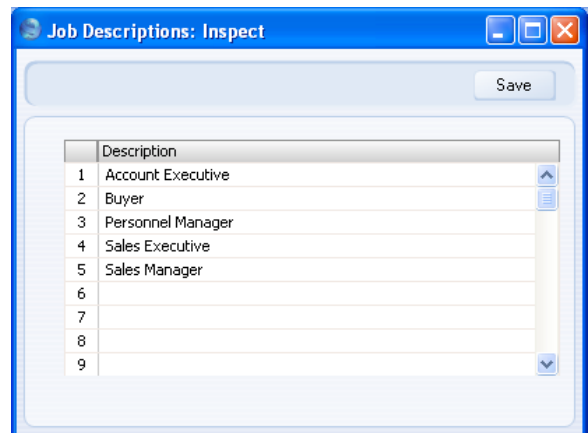 Job Descriptions: Inspect
Save
Description
1 Account Executive
2 Buyer
3 Personnel Manager
4 Sales Executive
5 Sales Manager
6
7
8
9